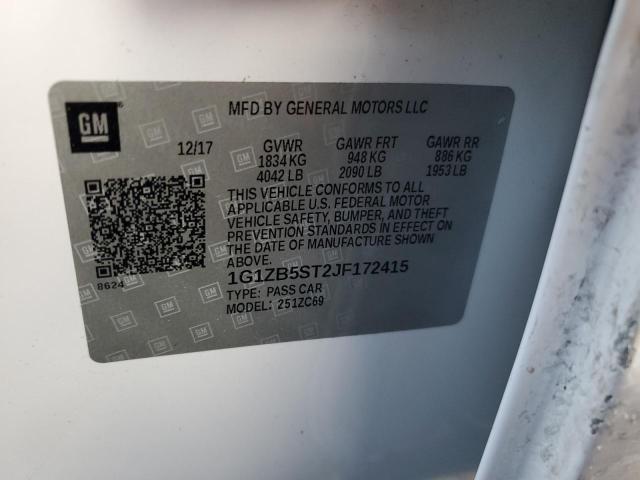 GM
®
MFD BY GENERAL MOTORS LLC
12/17 GVWR GAWR FRT GAWR RR
1834 KG 948 KG 886 KG
4042 LB 2090 LB 1953 LB
THIS VEHICLE CONFORMS TO ALL
APPLICABLE U.S. FEDERAL MOTOR
VEHICLE SAFETY, BUMPER, AND THEFT
PREVENTION STANDARDS IN EFFECT ON
THE DATE OF MANUFACTURE SHOWN
ABOVE.
8624
1G1ZB5ST2JF172415
TYPE: PASS CAR
MODEL: 251ZC69